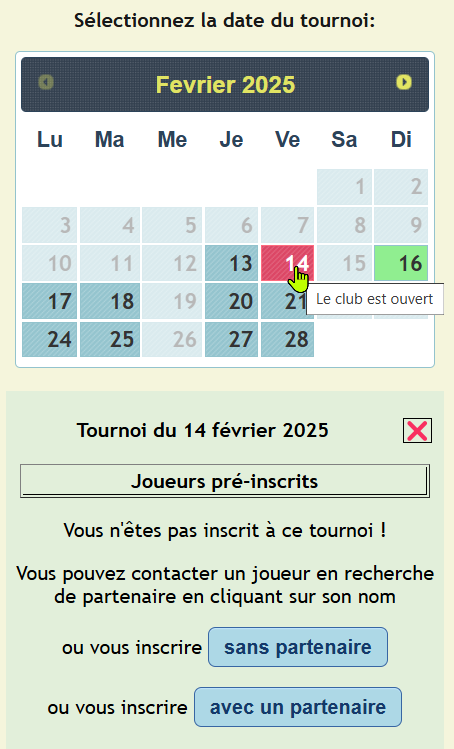 Sélectionnez la date du tournoi:
Fevrier 2025
Lu Ma Me Je Ve Sa Di
1 2
3 4 5 6 7 8 9
10 11 12 13 14 15 16
Le club est ouvert
17 18 19 20 21
24 25 26 27 28
Tournoi du 14 février 2025
Joueurs pré-inscrits
Vous n'êtes pas inscrit à ce tournoi !
Vous pouvez contacter un joueur en recherche
de partenaire en cliquant sur son nom
ou vous inscrire sans partenaire
ou vous inscrire avec un partenaire